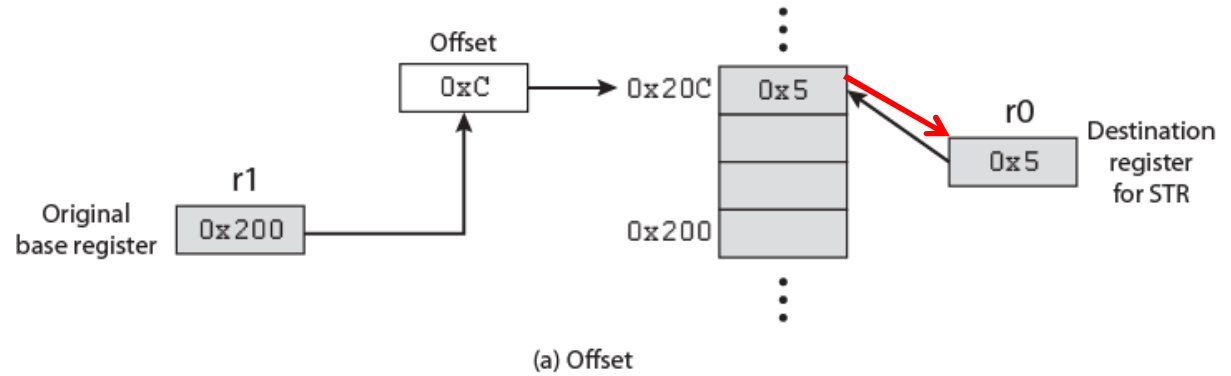 Offset
0xC
0x20C
0x5
r0
0x5
Destination
register
for STR
r1
Original
base register
0x200
0x200
(a) Offset